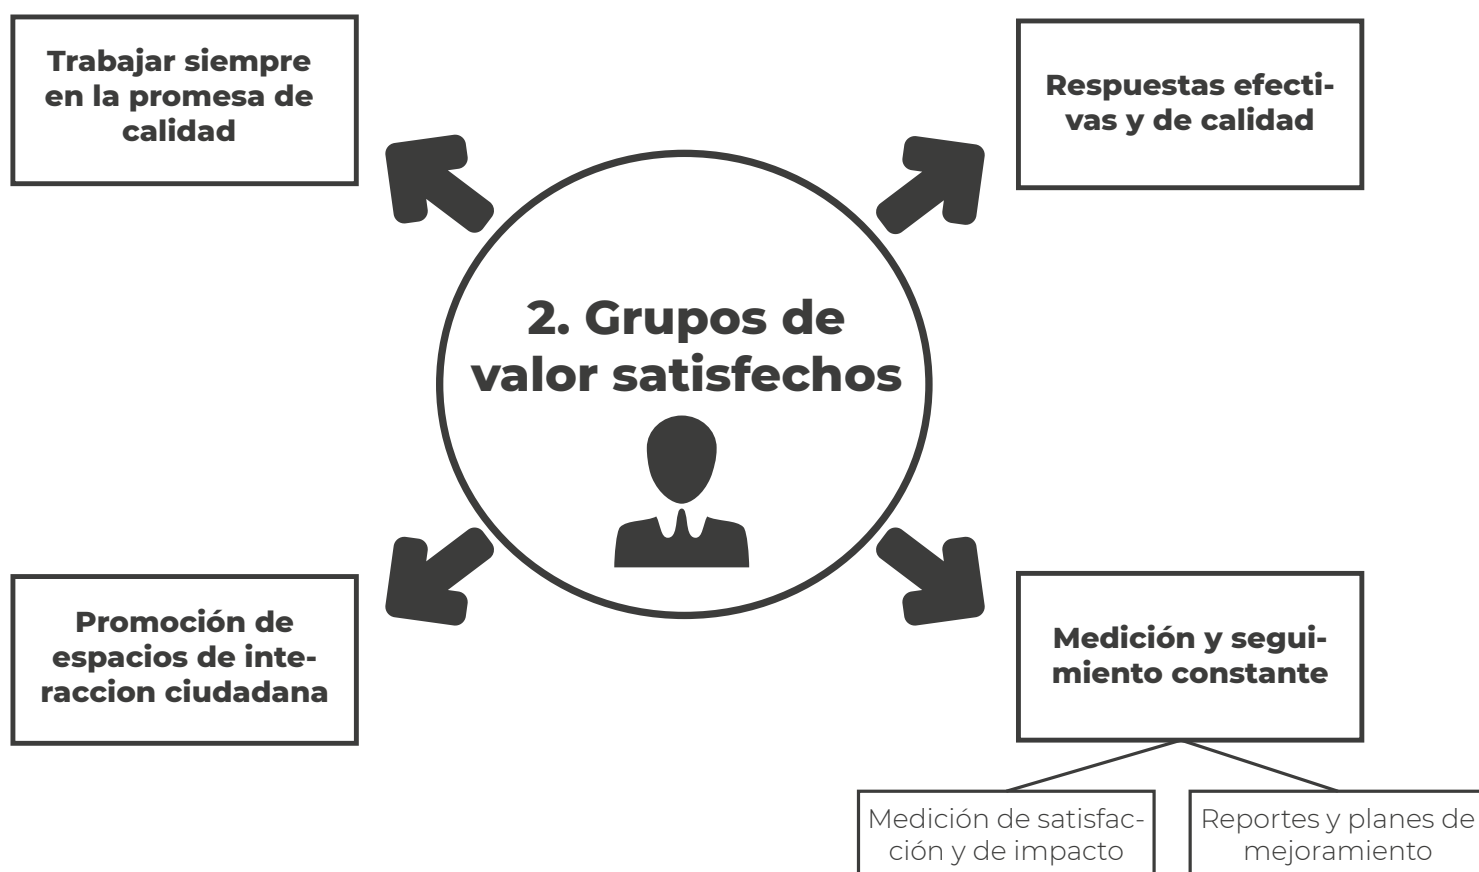 Trabajar siempre
en la promesa de
calidad
Respuestas efecti-
vas y de calidad
2. Grupos de
valor satisfechos
Promoción de
espacios de inte-
raccion ciudadana
Medición y segui-
miento constante
Medición de satisfac-
ción y de impacto
Reportes y planes de
mejoramiento